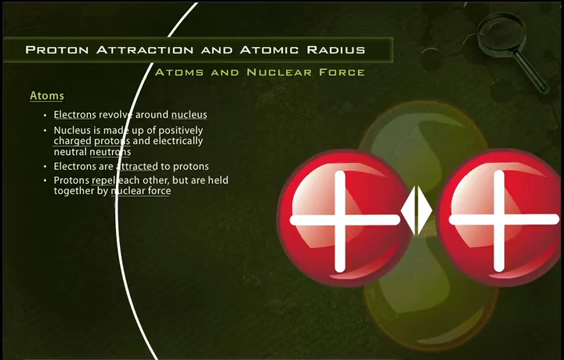 Proton Attraction and Atomic Radius
Atoms and Nuclear Force
Atoms
• Electrons revolve around nucleus
• Nucleus is made up of positively
charged protons and electrically
neutral neutrons
• Electrons are attracted to protons
• Protons repel each other, but are held
together by nuclear force